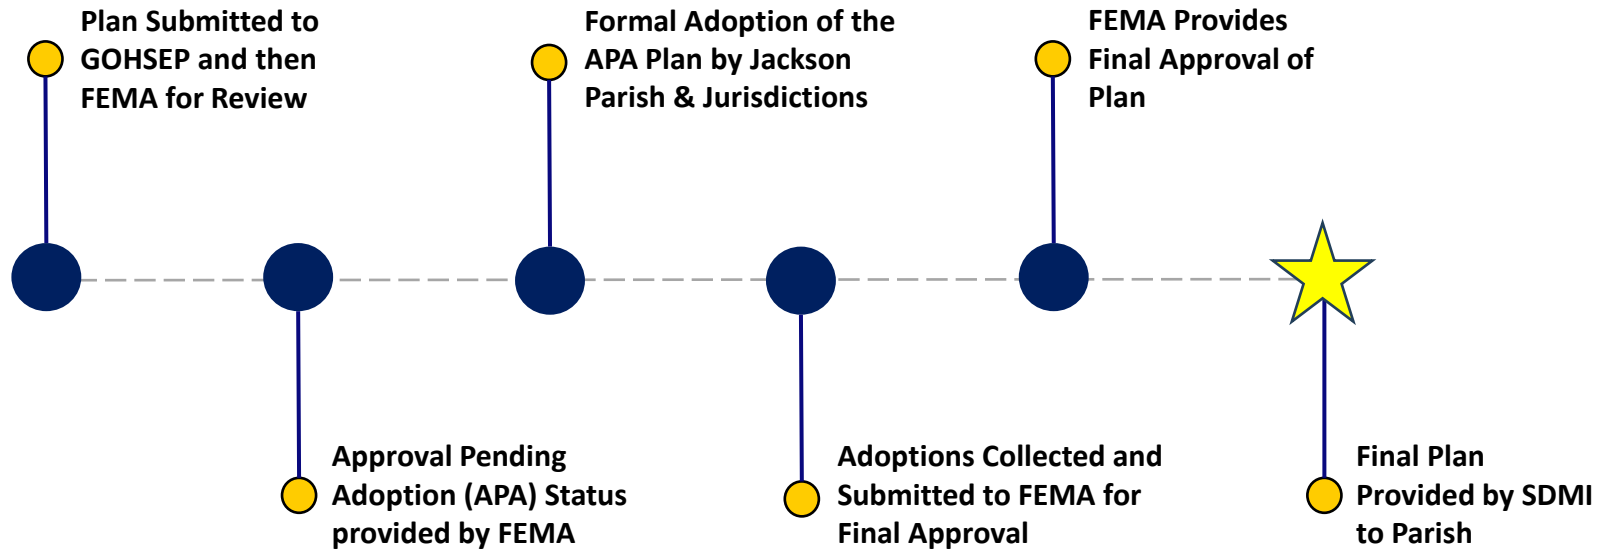 Plan Submitted to
GOHSEP and then
FEMA for Review
Approval Pending
Adoption (APA) Status
provided by FEMA
Formal Adoption of the
APA Plan by Jackson
Parish & Jurisdictions
Adoptions Collected and
Submitted to FEMA for
Final Approval
FEMA Provides
Final Approval of
Plan
Final Plan
Provided by SDMI
to Parish